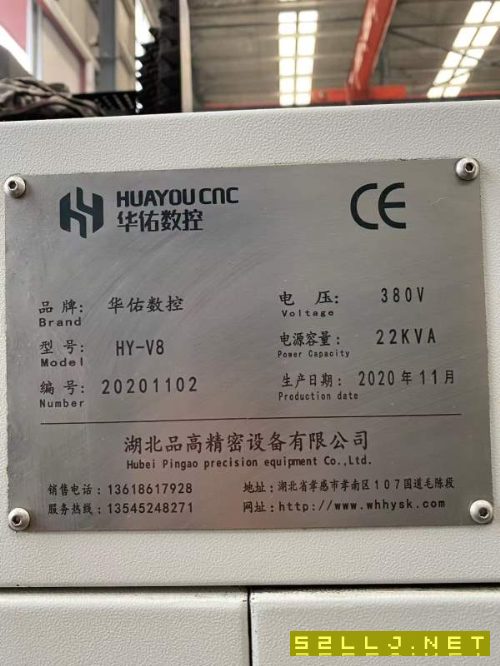 HUAYOU CNC
华佑数控
CE
品牌: 华佑数控
Brand
电压: 380V
Voltage
型号: HY-V8
Model
电源容量: 22KVA
Power Capacity
编号: 20201102
Number
生产日期: 2020年11月
Production date
湖北品高精密设备有限公司
Hubei Pingao precision equipment Co.,Ltd.
销售电话: 13618617928
地址: 湖北省孝感市孝南区107国道毛陈段
服务热线: 13545248271
网址: http://www.whhysk.com
52LLJ.NET